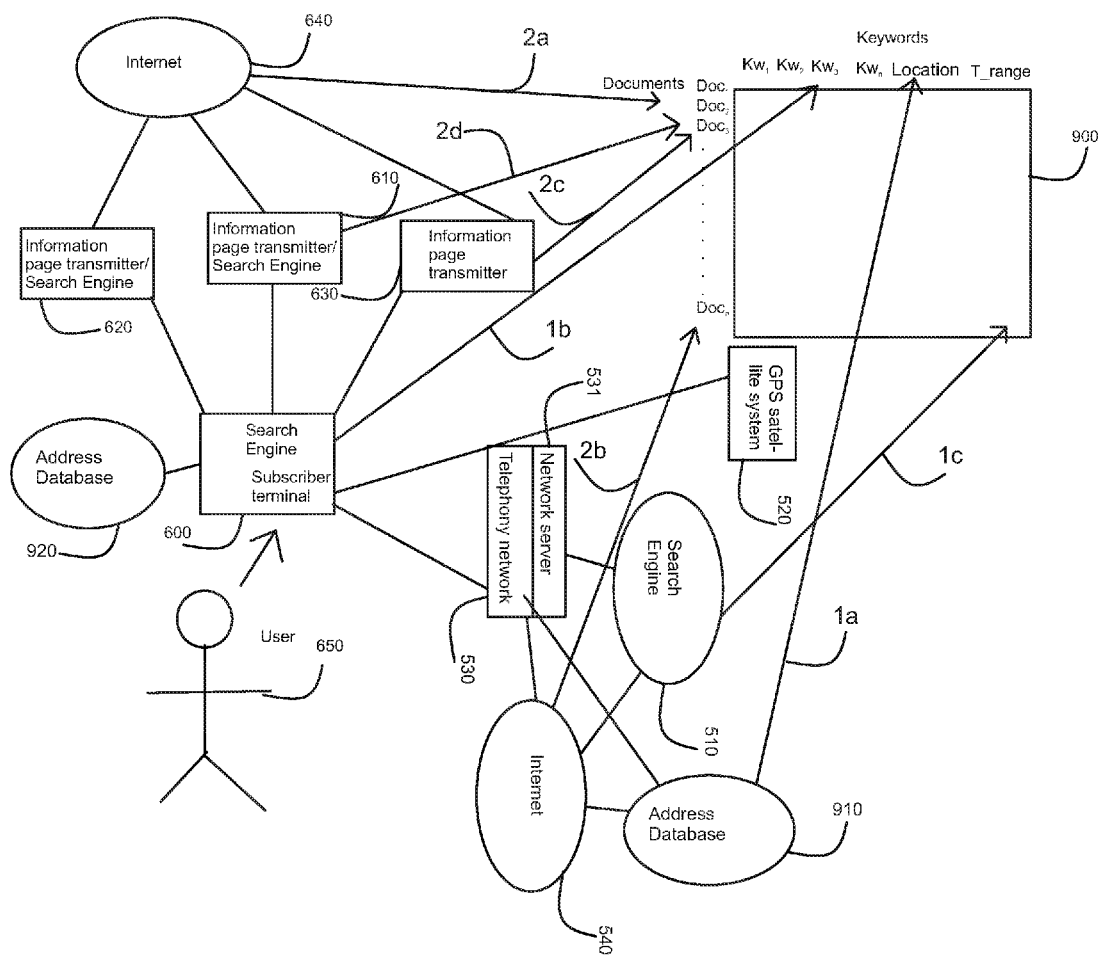 640
Internet
2a
Keywords
Kw₁ Kw₂ Kw₃ Kwₙ Location T_range
Documents
Doc
Doc₂
Doc₃
Docₙ
900
2d
2c
610
Information
page transmitter/
Search Engine
620
Information
page transmitter/
Search Engine
Information
page
transmitter
630
1b
531
GPS satel-
lite system
520
1c
Search
Engine
Subscriber
terminal
600
Address
Database
920
2b
Telephony network
Network server
530
Search
Engine
510
1a
User
650
Internet
540
Address
Database
910